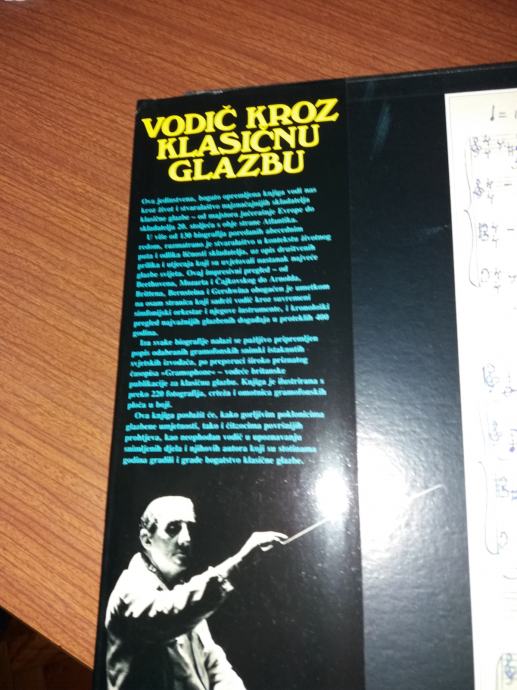 VODIČ KROZ
KLASIČNU
GLAZBU
Ova jedinstvena, bogato opremljena knjiga vodi nas
kroz život i stvaralaštvo najznačajnijih skladatelja
klasične glazbe – od majstora jučerašnje Evrope do
skladatelja 20. stoljeća s obje strane Atlantika.
U više od 130 biografija poredanih abecednim
redom, razmatrano je stvaralaštvo u kontekstu životnog
puta i odlika ličnosti skladatelja, uz opis društvenih
prilika i utjecaja koji su uvjetovali nastanak najveće
glazbe svijeta. Ovaj impresivni pregled – od
Beethovena, Mozarta i Čajkovskog do Arnolda,
Brittena, Bernsteina i Gershwina obogaćen je umetkom
na osam stranica koji sadrži vodič kroz suvremeni
simfonijski orkestar i njegove instrumente, i kronološki
pregled najvažnijih glazbenih događaja u proteklih 400
godina.
Iza svake biografije nalazi se pažljivo pripremljen
popis odabranih gramofonskih snimki istaknutih
svjetskih izvođača, po preporuci široko priznatog
časopisa «Gramophone» – vodeće britanske
publikacije za klasičnu glazbu. Knjiga je ilustrirana s
preko 220 fotografija, crteža i omotnica gramofonskih
ploča u boji.
Ova knjiga poslužit će, kako gorljivim poklonicima
glazbene umjetnosti, tako i čitaocima površnijih
prohtjeva, kao neophodan vodič u upoznavanju
snimljenih djela i njihovih autora koji su stotinama
godina gradili i grade bogatstvo klasične glazbe.